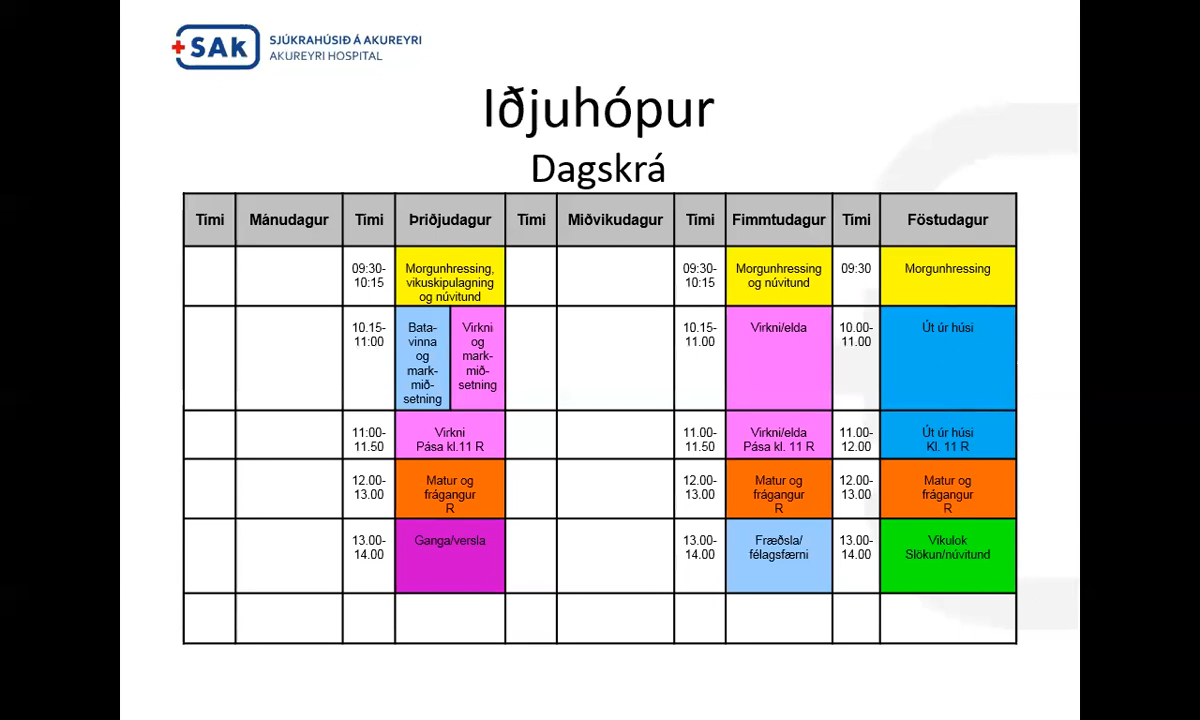 SAK
SJÚKRAHÚSIÐ Á AKUREYRI
AKUREYRI HOSPITAL
Iðjuhópur
Dagskrá
Tími Mánudagur Tími Þriðjudagur Tími Miðvikudagur Tími Fimmtudagur Tími Föstudagur
09:30-
10:15
Morgunhressing,
vikuskipulagning
og núvitund
09:30-
10:15
Morgunhressing
og núvitund
09:30
Morgunhressing
10.15-
11:00
Bata-
vinna
og
mark-
mið-
setning
Virkni
og
mark-
mið-
setning
10.15-
11.00
Virkni/elda
10.00-
11.00
Út úr húsi
11:00-
11.50
Virkni
Pása kl.11 R
11.00-
11.50
Virkni/elda
Pása kl. 11 R
11.00-
12.00
Út úr húsi
Kl. 11 R
12.00-
13.00
Matur og
frágangur
R
12.00-
13.00
Matur og
frágangur
R
12.00-
13.00
Matur og
frágangur
R
13.00-
14.00
Ganga/versla
13.00-
14.00
Fræðsla/
félagsfærni
13.00-
14.00
Vikulok
Slökun/núvitund